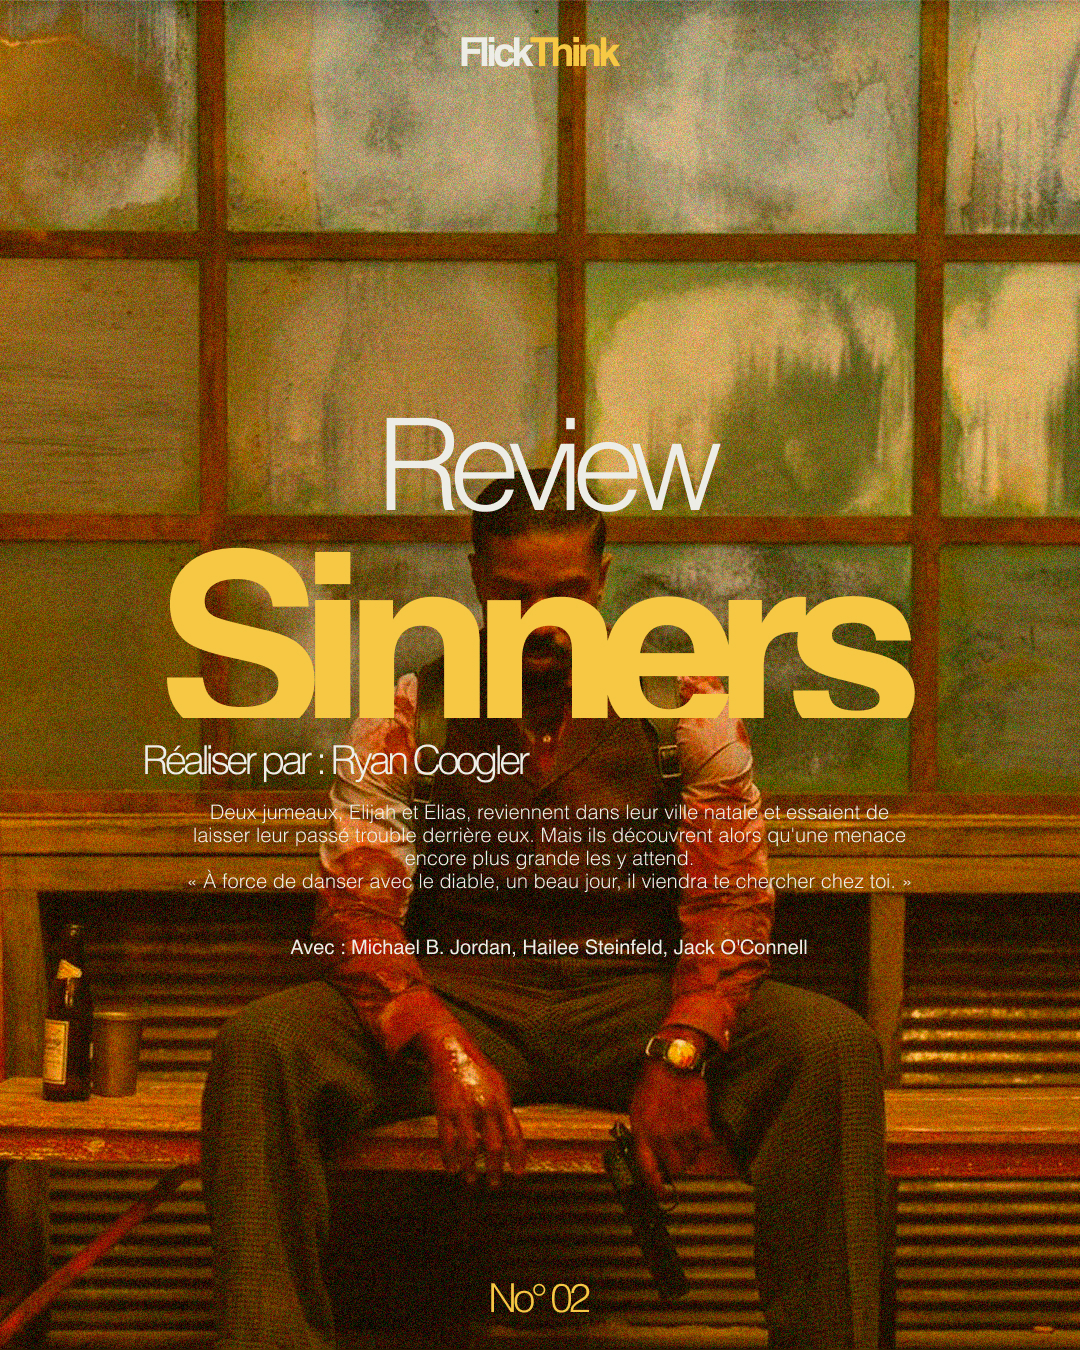 FlickThink
Review
Sinners
Réaliser par : Ryan Coogler
Deux jumeaux, Elijah et Elias, reviennent dans leur ville natale et essaient de
laisser leur passé trouble derrière eux. Mais ils découvrent alors qu'une menace
encore plus grande les y attend.
« À force de danser avec le diable, un beau jour, il viendra te chercher chez toi. »
Avec : Michael B. Jordan, Hailee Steinfeld, Jack O'Connell
No° 02